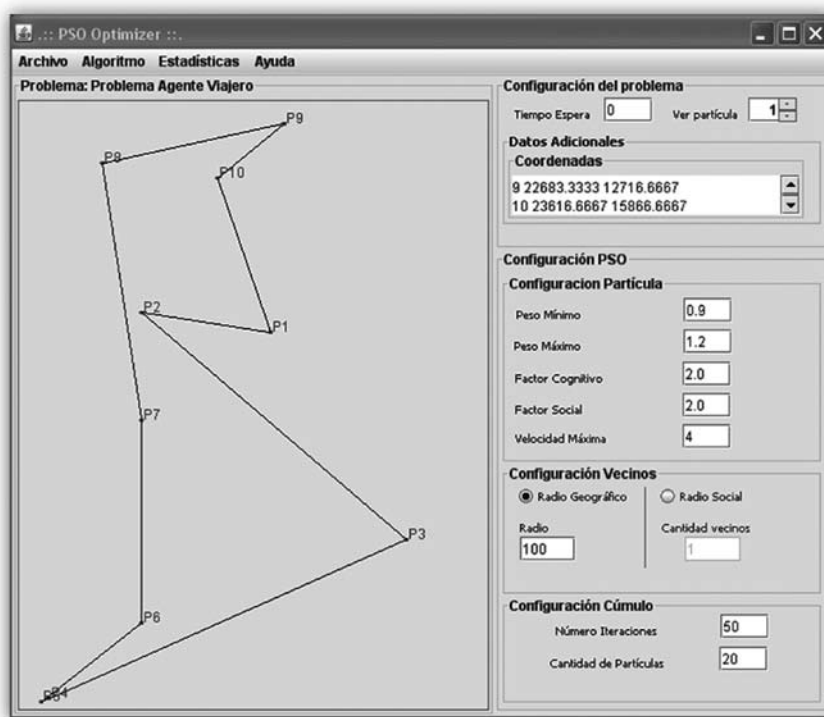 .:: PSO Optimizer ::.
Archivo Algoritmo Estadísticas Ayuda
Problema: Problema Agente Viajero
P9
P8
P10
P2
P1
P7
P3
P6
P4
Configuración del problema
Tiempo Espera 0 Ver partícula 1
Datos Adicionales
Coordenadas
9 22683.3333 12716.6667
10 23616.6667 15866.6667
Configuración PSO
Configuracion Partícula
Peso Mínimo 0.9
Peso Máximo 1.2
Factor Cognitivo 2.0
Factor Social 2.0
Velocidad Máxima 4
Configuración Vecinos
Radio Geográfico Radio Social
Radio Cantidad vecinos
100 1
Configuración Cúmulo
Número Iteraciones 50
Cantidad de Partículas 20